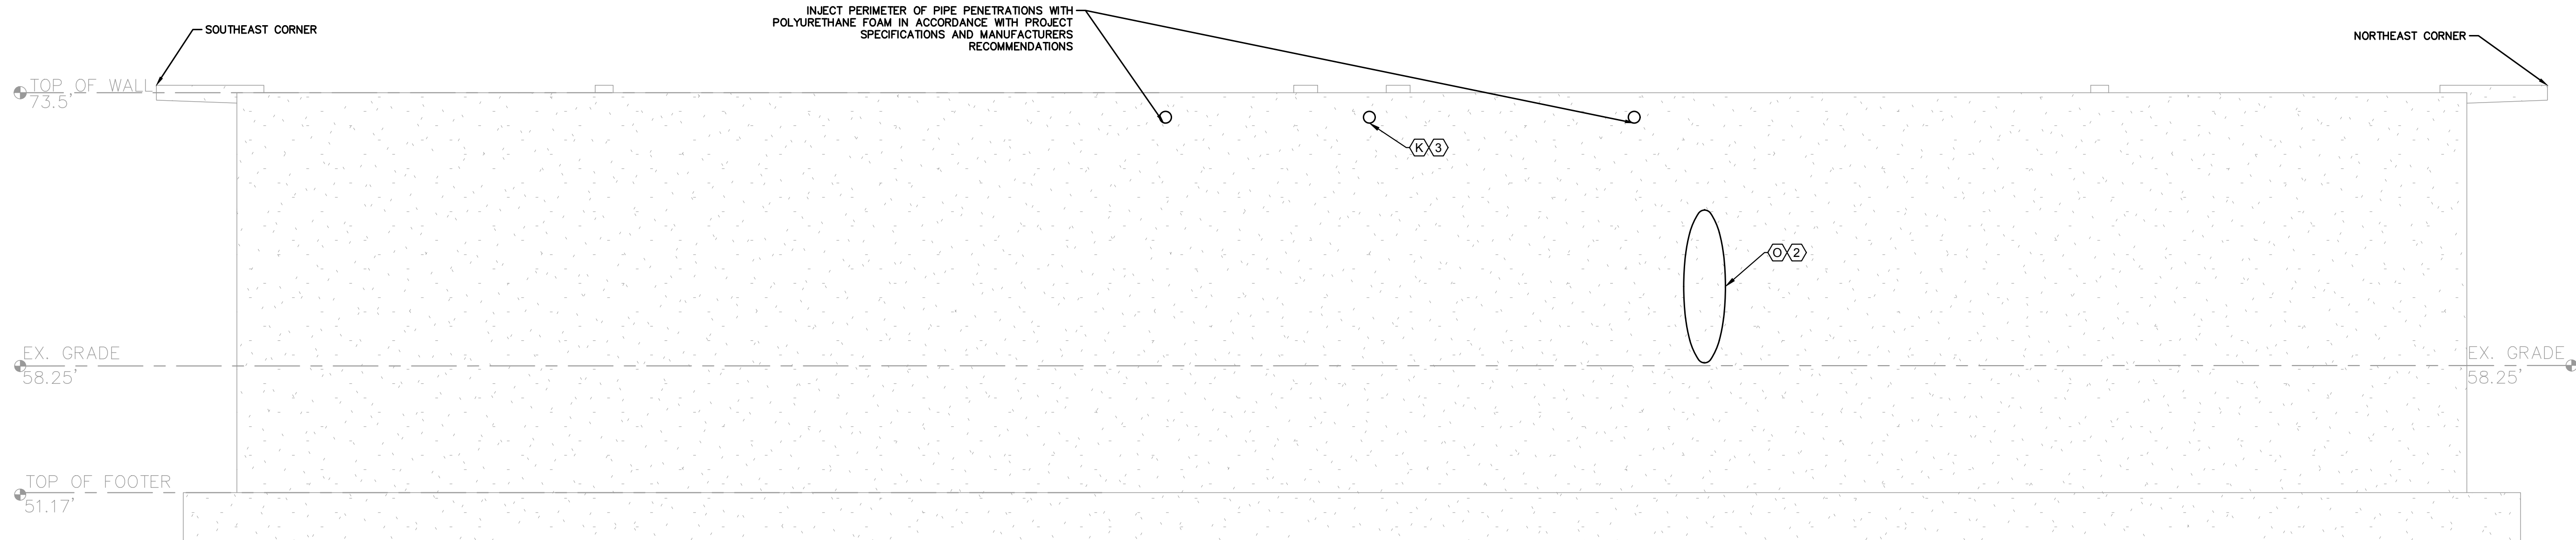 INJECT PERIMETER OF PIPE PENETRATIONS WITH
POLYURETHANE FOAM IN ACCORDANCE WITH PROJECT
SPECIFICATIONS AND MANUFACTURERS
RECOMMENDATIONS
SOUTHEAST CORNER
NORTHEAST CORNER
TOP OF WALL
73.5'
K 3
O 2
EX. GRADE
58.25'
EX. GRADE
58.25'
TOP OF FOOTER
51.17'